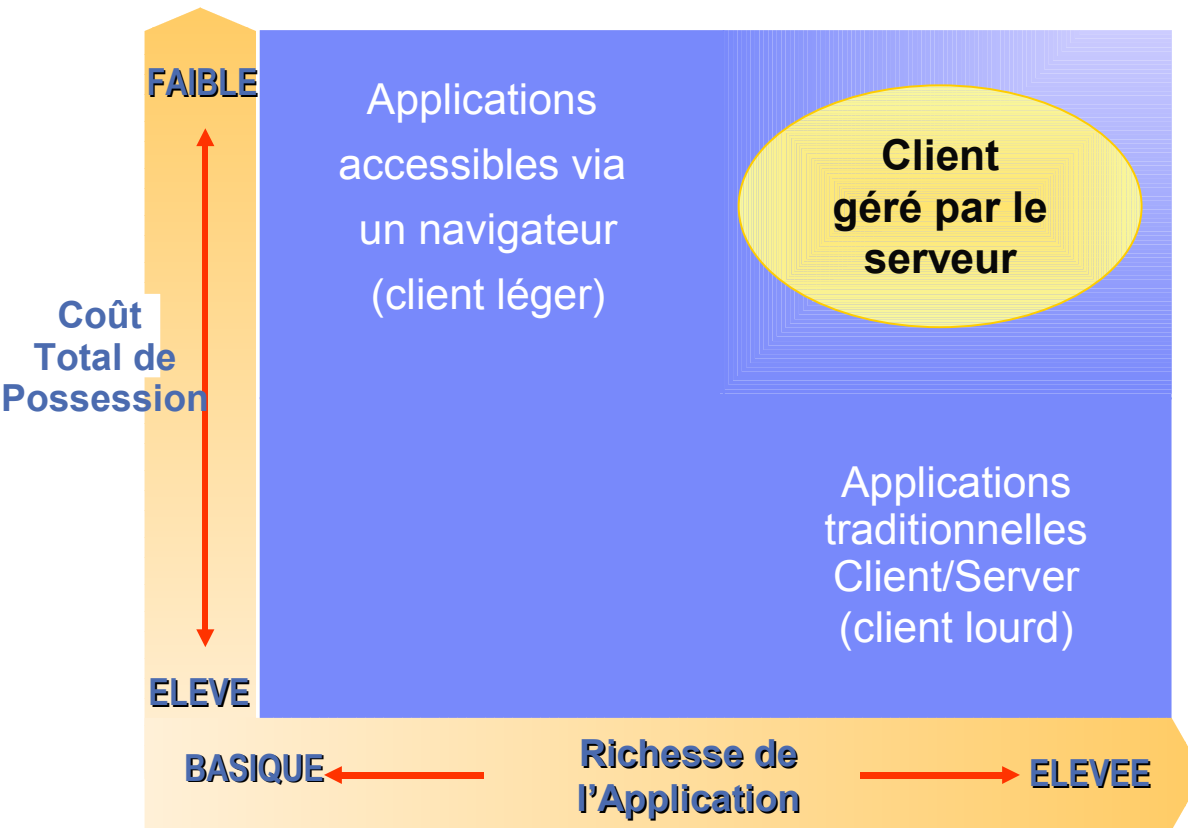 FAIBLE
Applications
accessibles via
un navigateur
(client léger)
Client
géré par le
serveur
Coût
Total de
Possession
Applications
traditionnelles
Client/Server
(client lourd)
ELEVE
BASIQUE
Richesse de
l’Application
ELEVEE